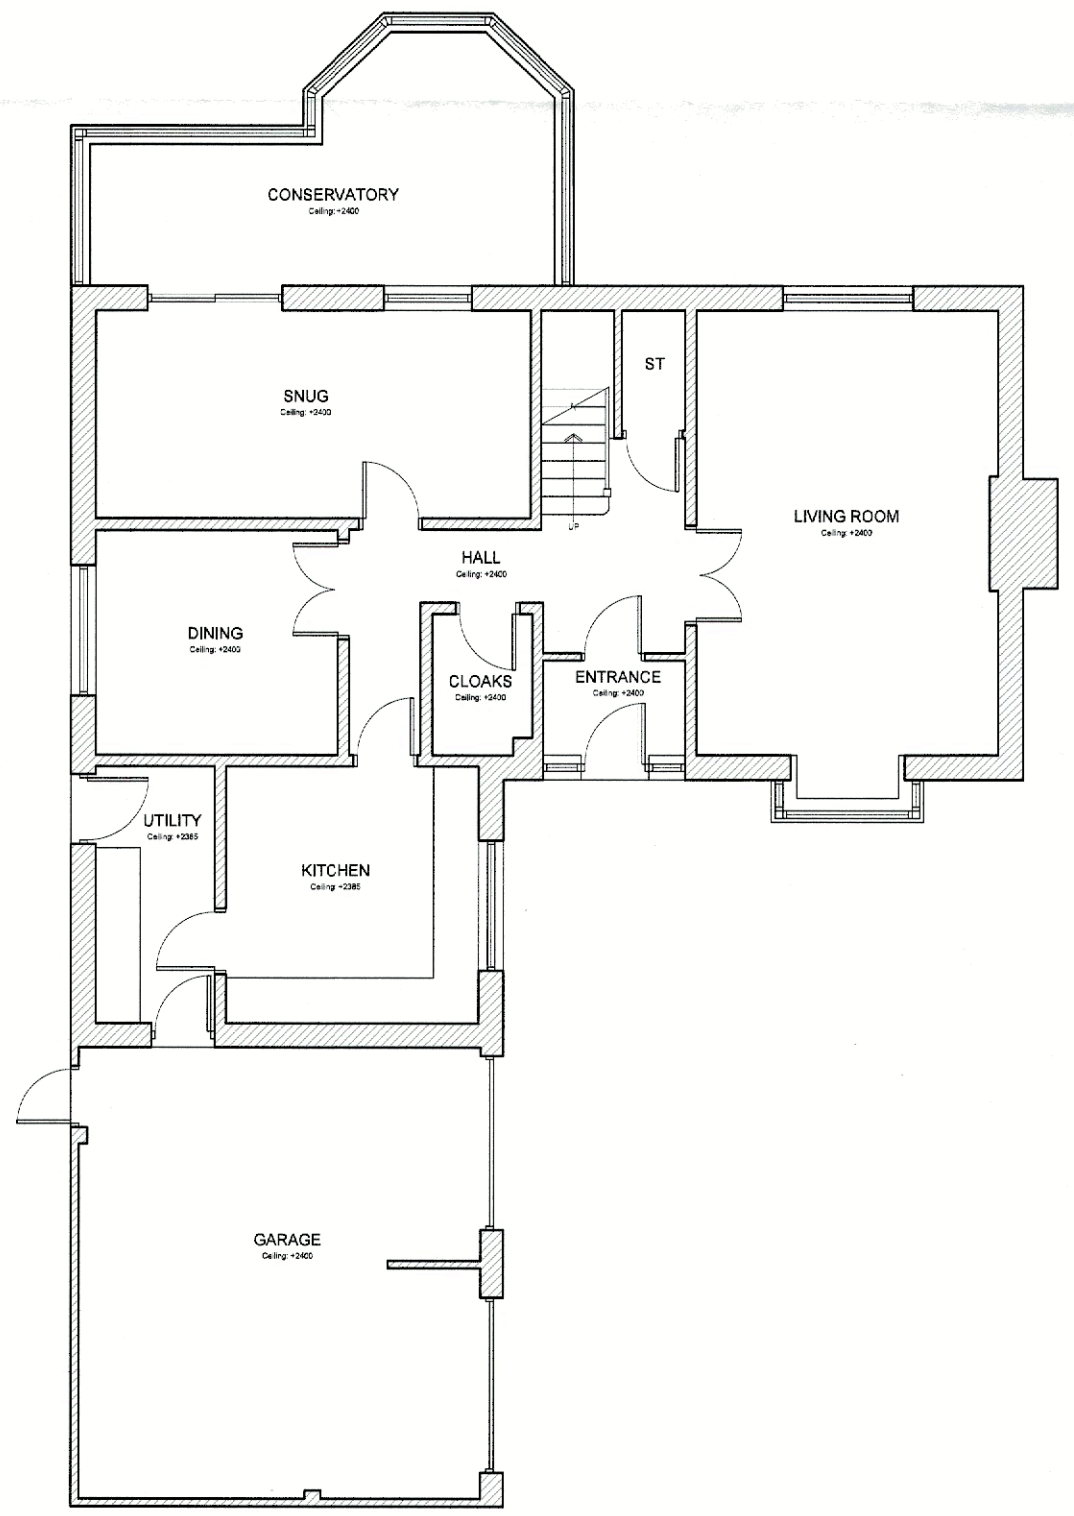 CONSERVATORY
Ceiling: +2400
SNUG
Ceiling: +2400
ST
LIVING ROOM
Ceiling: +2400
UP
HALL
Ceiling: +2400
DINING
Ceiling: +2400
CLOAKS
Ceiling: +2400
ENTRANCE
Ceiling: +2400
UTILITY
Ceiling: +2385
KITCHEN
Ceiling: +2385
GARAGE
Ceiling: +2400